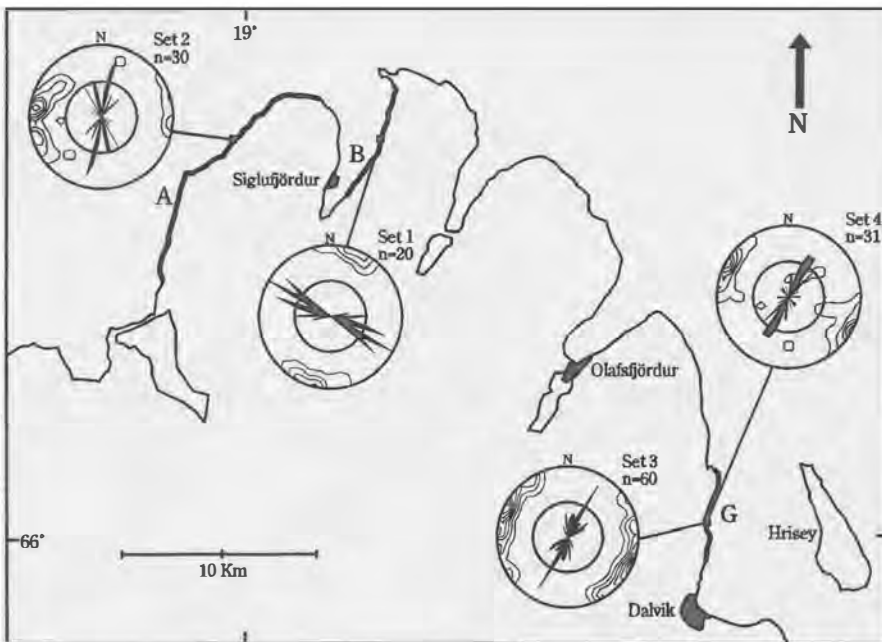 19°
N
Set 2
n=30
A
Siglufjördur
B
N
N
Set 1
n=20
N
Set 4
n=31
Olafsfjördur
N
Set 3
n=60
G
Hrisey
66°
10 Km
Dalvik